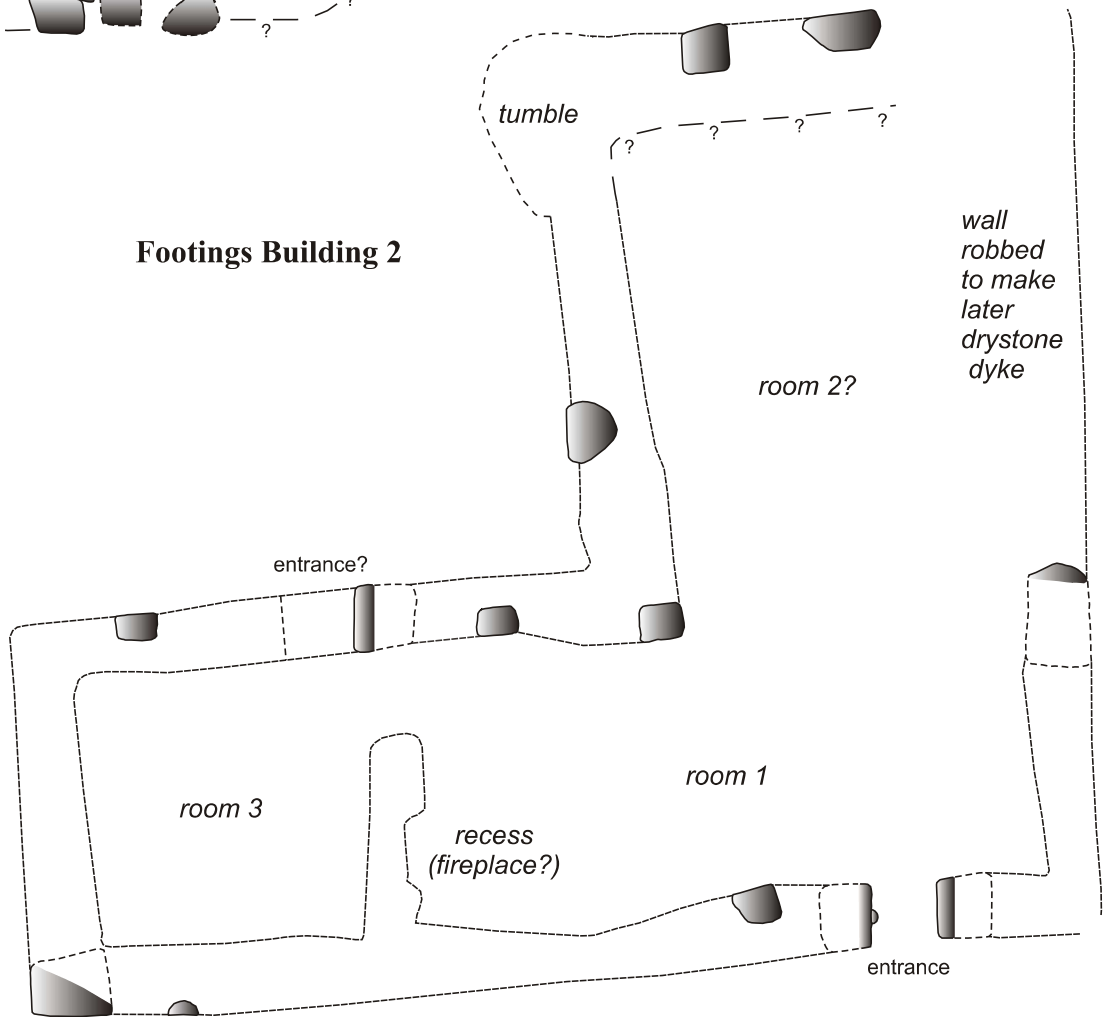 ?
?
tumble
?
?
?
?
Footings Building 2
wall
robbed
to make
later
drystone
dyke
room 2?
entrance?
room 1
room 3
recess
(fireplace?)
entrance